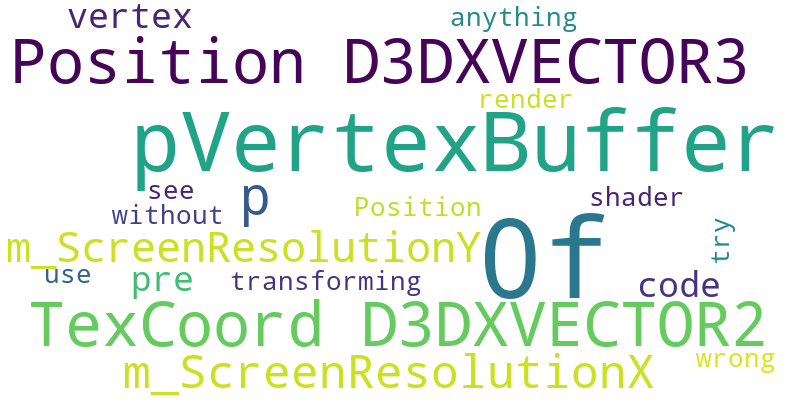 vertex anything
Position D3DXVECTOR3
render
pVertexBuffer
see p shader
without Position
m_ScreenResolutionY 0f try
use pre transforming code
TexCoord D3DXVECTOR2
m_ScreenResolutionX wrong